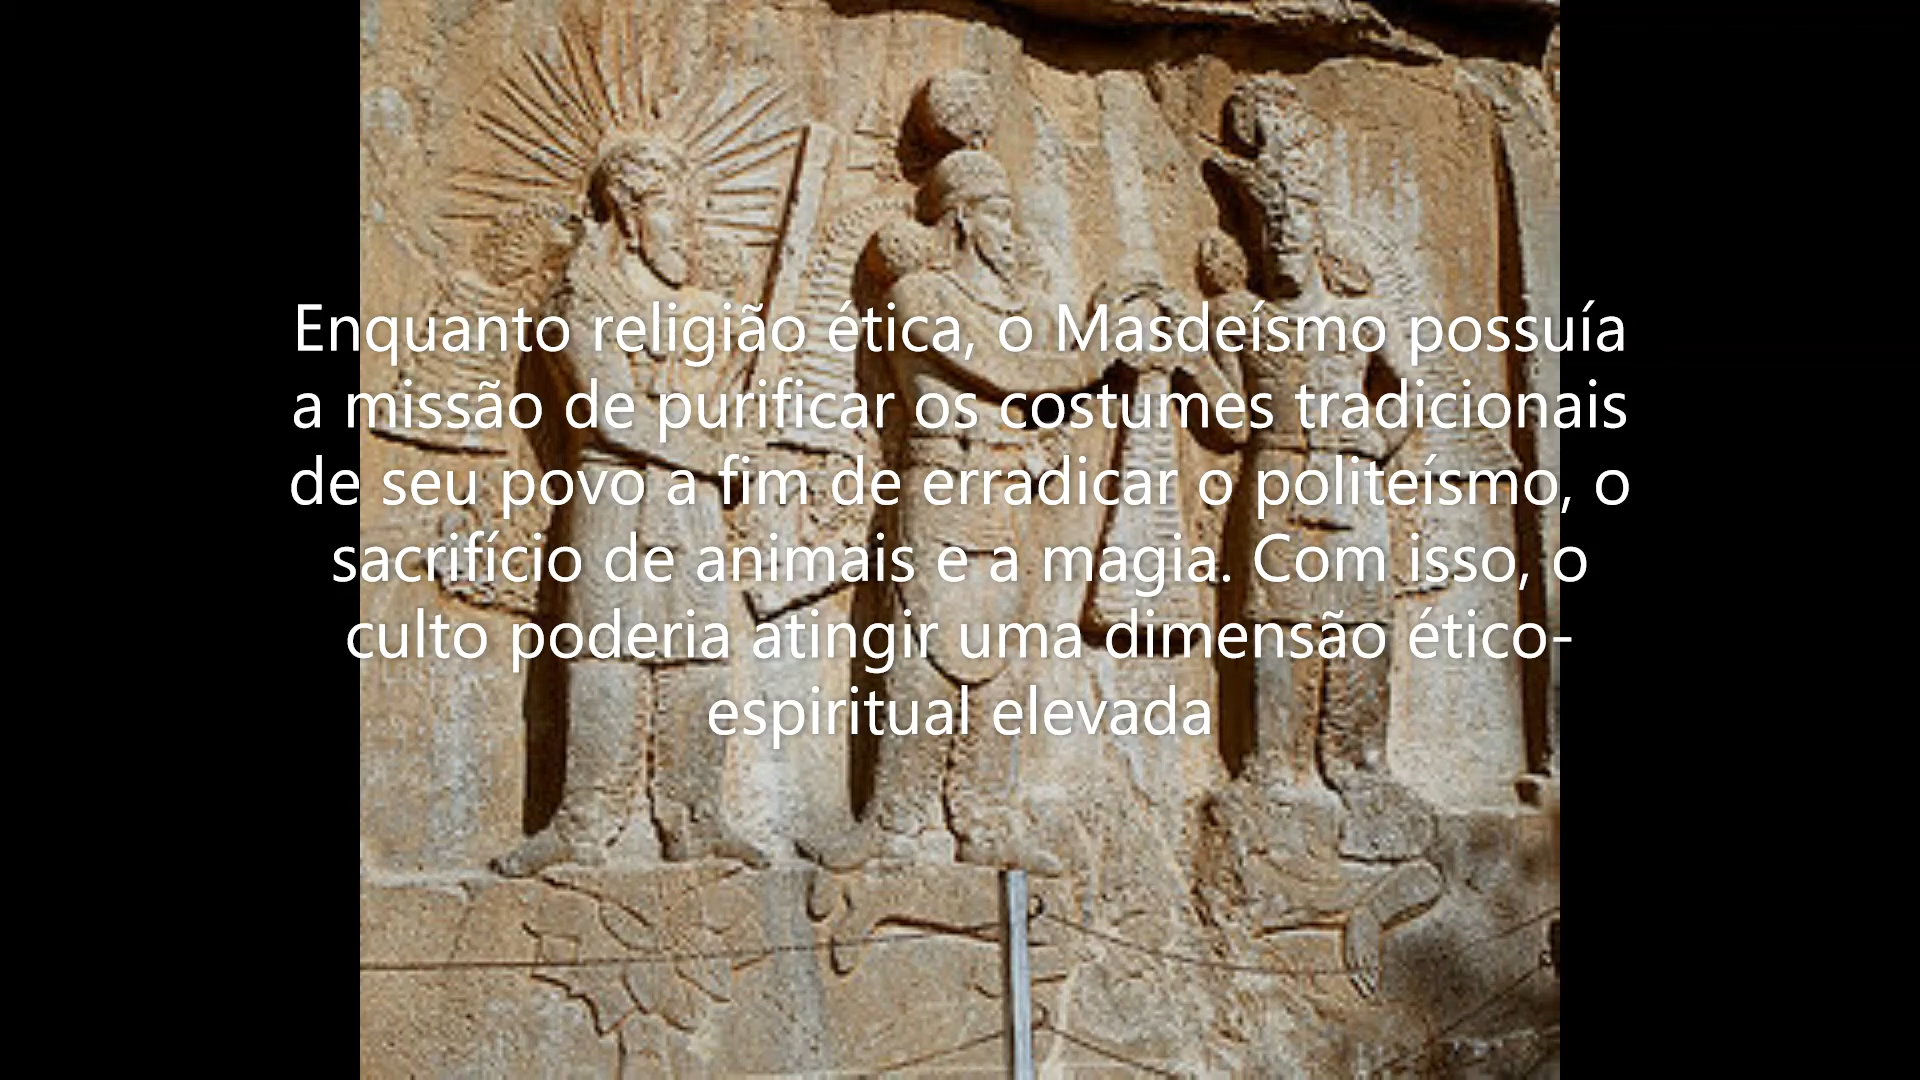 Enquanto religião ética, o Masdeísmo possuía
a missão de purificar os costumes tradicionais
de seu povo a fim de erradicar o politeísmo, o
sacrifício de animais e a magia. Com isso, o
culto poderia atingir uma dimensão ético-
espiritual elevada